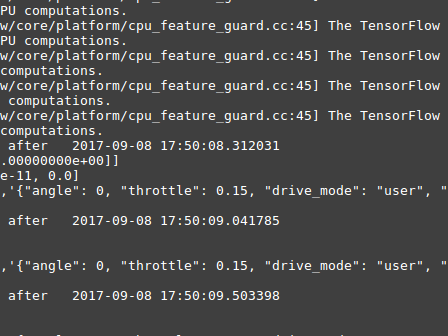 PU computations.
w/core/platform/cpu_feature_guard.cc:45] The TensorFlow
PU computations.
w/core/platform/cpu_feature_guard.cc:45] The TensorFlow
computations.
w/core/platform/cpu_feature_guard.cc:45] The TensorFlow
computations.
w/core/platform/cpu_feature_guard.cc:45] The TensorFlow
computations.
after 2017-09-08 17:50:08.312031
.00000000e+00]]
e-11, 0.0]
,'{"angle": 0, "throttle": 0.15, "drive_mode": "user", "
after 2017-09-08 17:50:09.041785
,'{"angle": 0, "throttle": 0.15, "drive_mode": "user", "
after 2017-09-08 17:50:09.503398